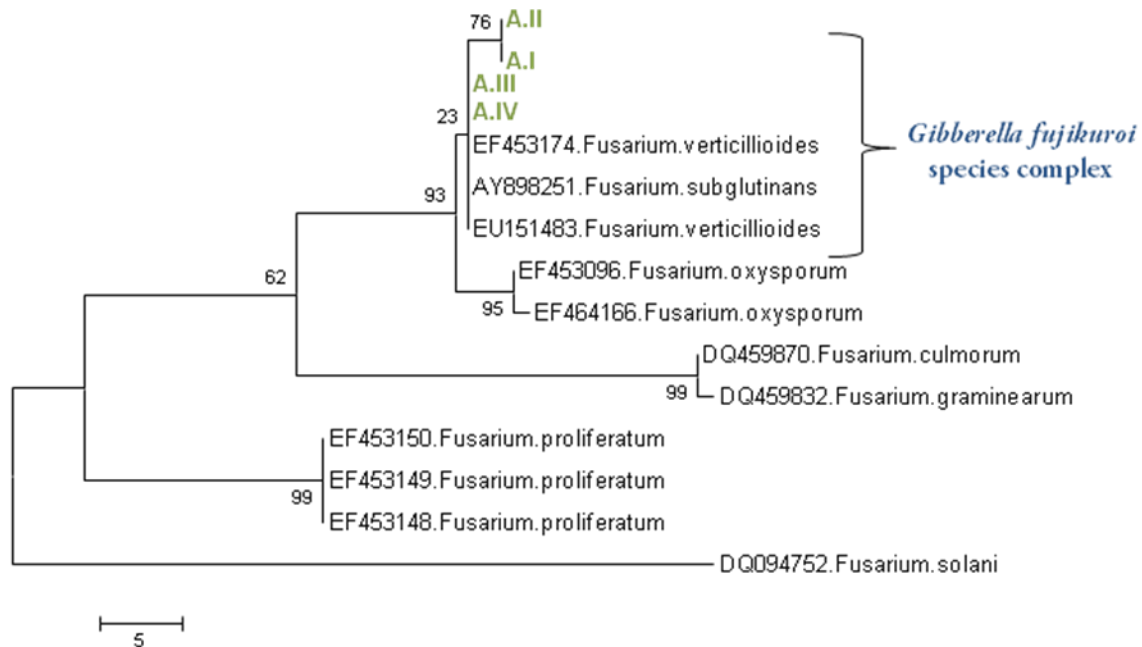 76 A.II
A.I
A.III
23 A.IV
EF453174.Fusarium.verticillioides
Gibberella fujikuroi
species complex
93 AY898251.Fusarium.subglutinans
EU151483.Fusarium.verticillioides
62 EF453096.Fusarium.oxysporum
95 EF464166.Fusarium.oxysporum
DQ459870.Fusarium.culmorum
99 DQ459832.Fusarium.graminearum
EF453150.Fusarium.proliferatum
EF453149.Fusarium.proliferatum
99 EF453148.Fusarium.proliferatum
DQ094752.Fusarium.solani
5